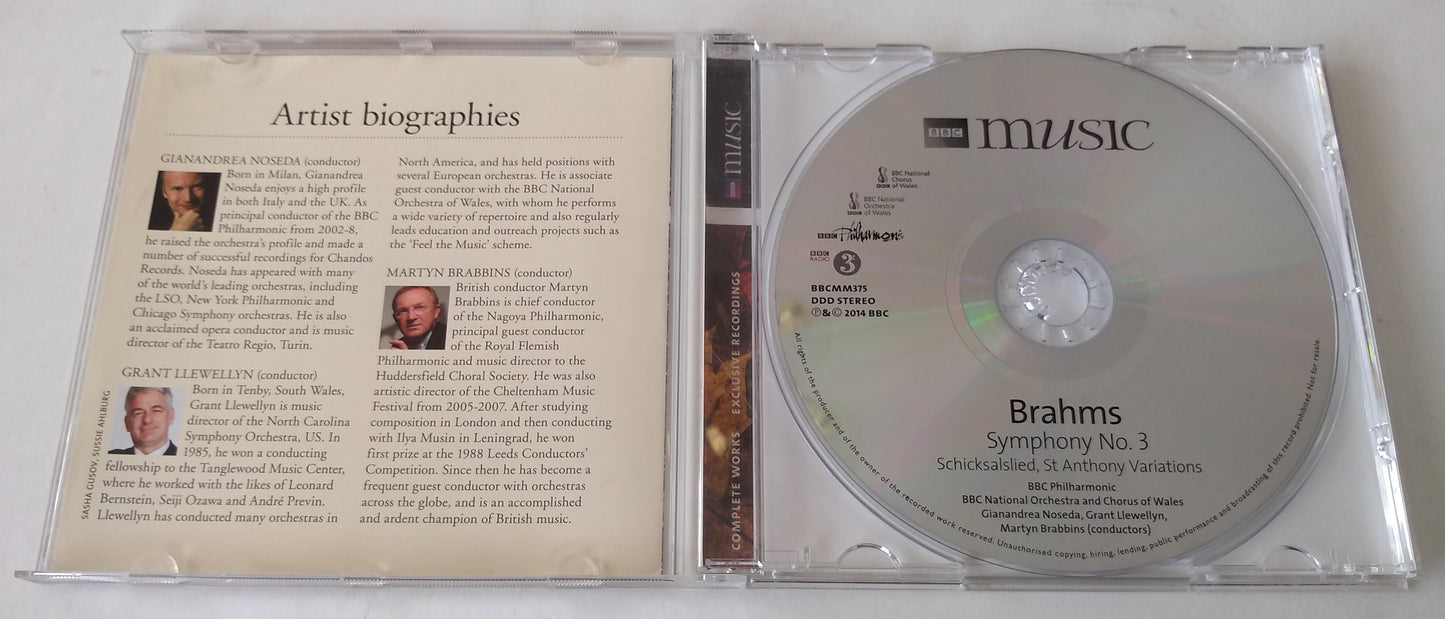 Artist biographies
GIANANDREA NOSEDA (conductor)
Born in Milan, Gianandrea
Noseda enjoys a high profile
in both Italy and the UK. As
principal conductor of the BBC
Philharmonic from 2002-8,
he raised the orchestra's profile and made a
number of successful recordings for Chandos
Records. Noseda has appeared with many
of the world's leading orchestras, including
the LSO, New York Philharmonic and
Chicago Symphony orchestras. He is also
an acclaimed opera conductor and is music
director of the Teatro Regio, Turin.
GRANT LLEWELLYN (conductor)
Born in Tenby, South Wales,
Grant Llewellyn is music
director of the North Carolina
Symphony Orchestra, US. In
1985, he won a conducting
fellowship to the Tanglewood Music Center,
where he worked with the likes of Leonard
Bernstein, Seiji Ozawa and André Previn.
Llewellyn has conducted many orchestras in
SASHA GUSOV, SUSSIE AHLBURG
North America, and has held positions with
several European orchestras. He is associate
guest conductor with the BBC National
Orchestra of Wales, with whom he performs
a wide variety of repertoire and also regularly
leads education and outreach projects such as
the 'Feel the Music' scheme.
MARTYN BRABBINS (conductor)
British conductor Martyn
Brabbins is chief conductor
of the Nagoya Philharmonic,
principal guest conductor
of the Royal Flemish
Philharmonic and music director to the
Huddersfield Choral Society. He was also
artistic director of the Cheltenham Music
Festival from 2005-2007. After studying
composition in London and then conducting
with Ilya Musin in Leningrad, he won
first prize at the 1988 Leeds Conductors'
Competition. Since then he has become a
frequent guest conductor with orchestras
across the globe, and is an accomplished
and ardent champion of British music.
BBC MUSIC
COMPLETE WORKS EXCLUSIVE RECORDINGS
BBC MUSIC
BBC National
Chorus
BBC of Wales
BBC National
Orchestra
BBC of Wales
BBC Philharmonic
BBC
RADIO 3
BBCMM375
DDD STEREO
℗&© 2014 BBC
Brahms
Symphony No. 3
Schicksalslied, St Anthony Variations
BBC Philharmonic
BBC National Orchestra and Chorus of Wales
Gianandrea Noseda, Grant Llewellyn,
Martyn Brabbins (conductors)
All rights of the producer and of the owner of the recorded work reserved. Unauthorised copying, hiring, lending, public performance and broadcasting of this record prohibited. Not for resale.